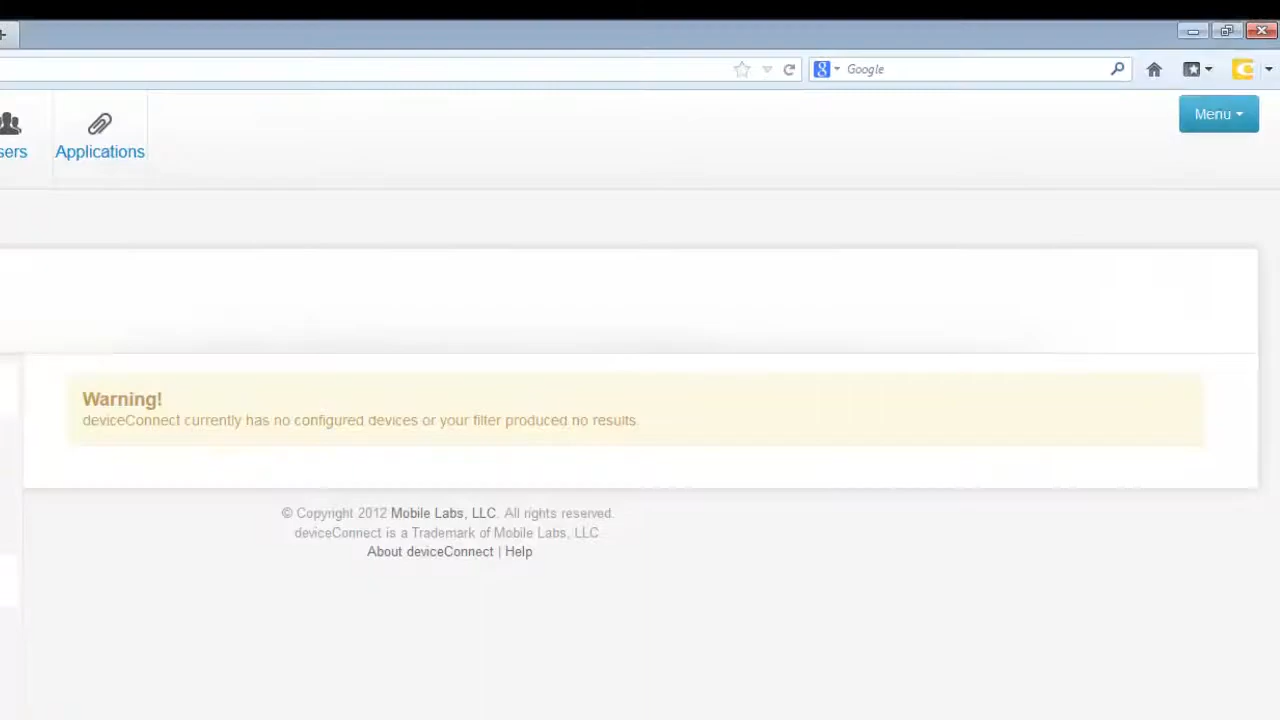 Google
Menu
sers
Applications
Warning!
deviceConnect currently has no configured devices or your filter produced no results.
© Copyright 2012 Mobile Labs, LLC. All rights reserved.
deviceConnect is a Trademark of Mobile Labs, LLC
About deviceConnect | Help